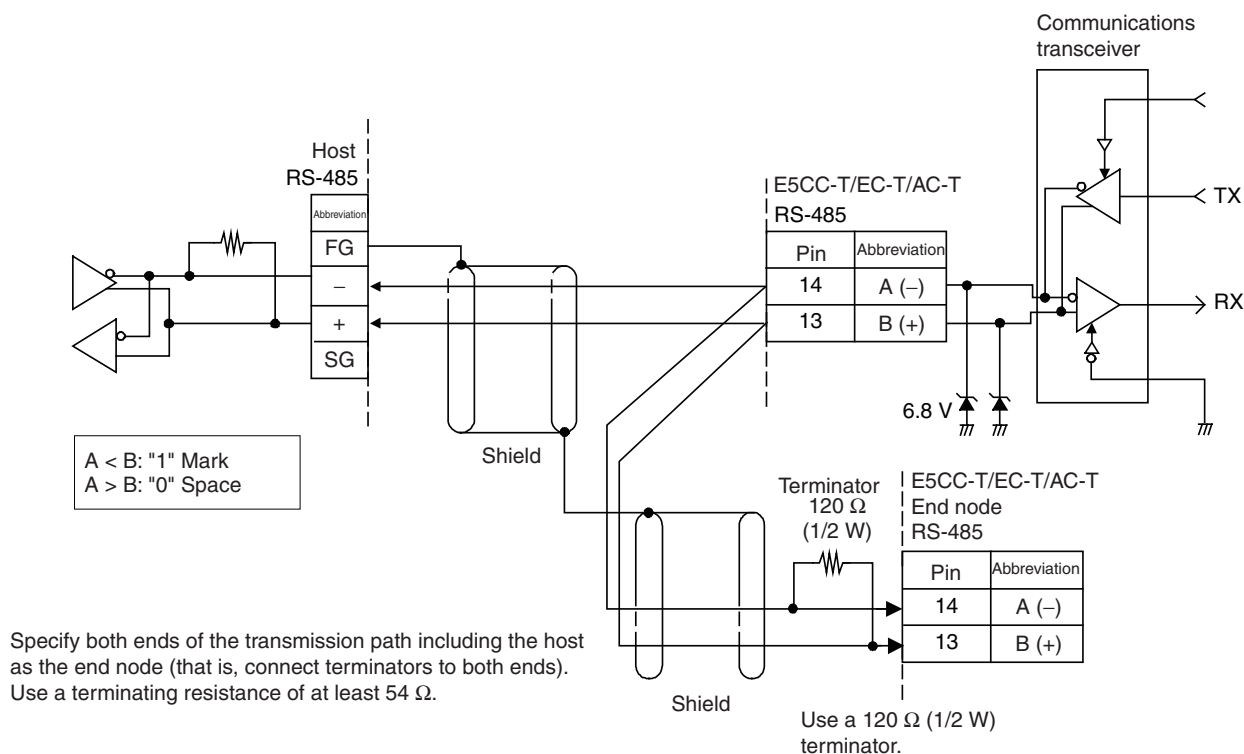 Communications
transceiver
Host
RS-485
Abbreviation
FG
–
+
SG
E5CC-T/EC-T/AC-T
RS-485
Pin Abbreviation
14 A (–)
13 B (+)
TX
RX
6.8 V
Shield
A < B: "1" Mark
A > B: "0" Space
Terminator
120 Ω
(1/2 W)
E5CC-T/EC-T/AC-T
End node
RS-485
Pin Abbreviation
14 A (–)
13 B (+)
Specify both ends of the transmission path including the host
as the end node (that is, connect terminators to both ends).
Use a terminating resistance of at least 54 Ω.
Shield
Use a 120 Ω (1/2 W)
terminator.